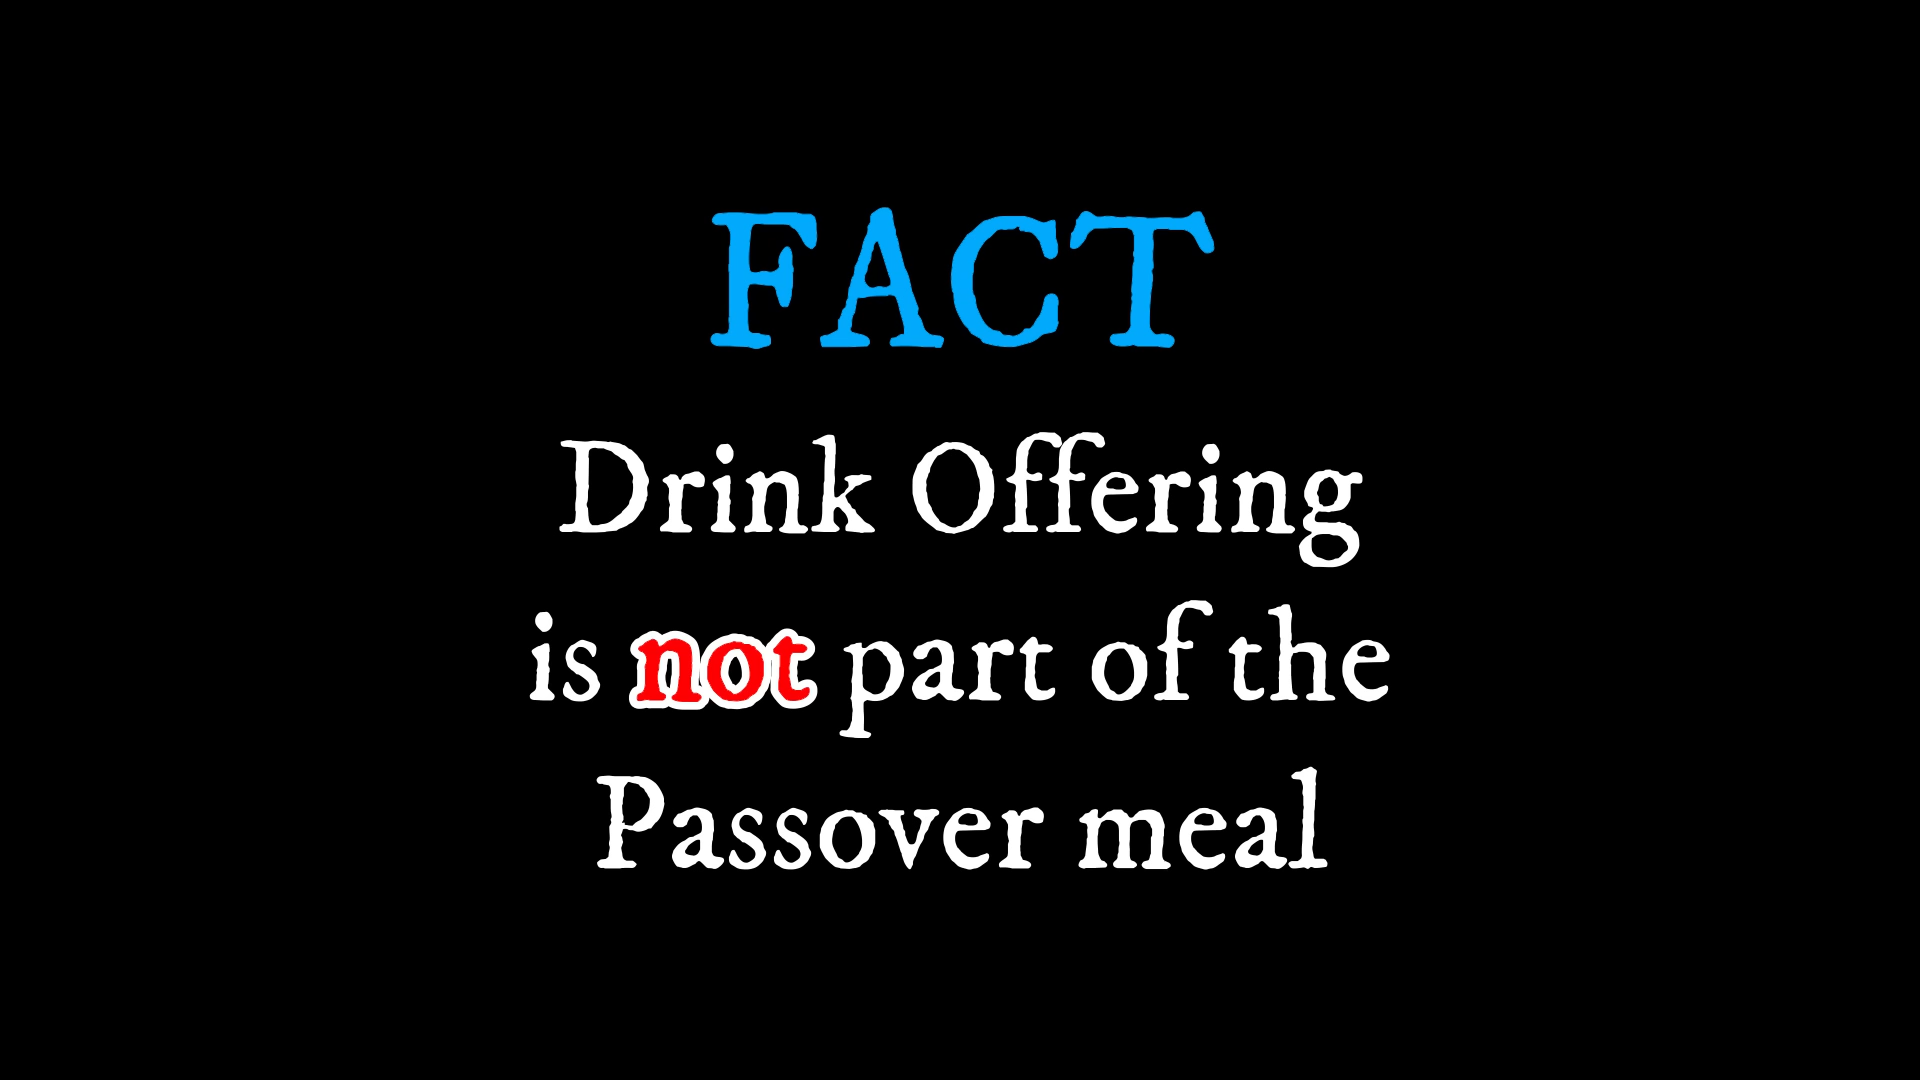 FACT
Drink Offering
is not part of the
Passover meal